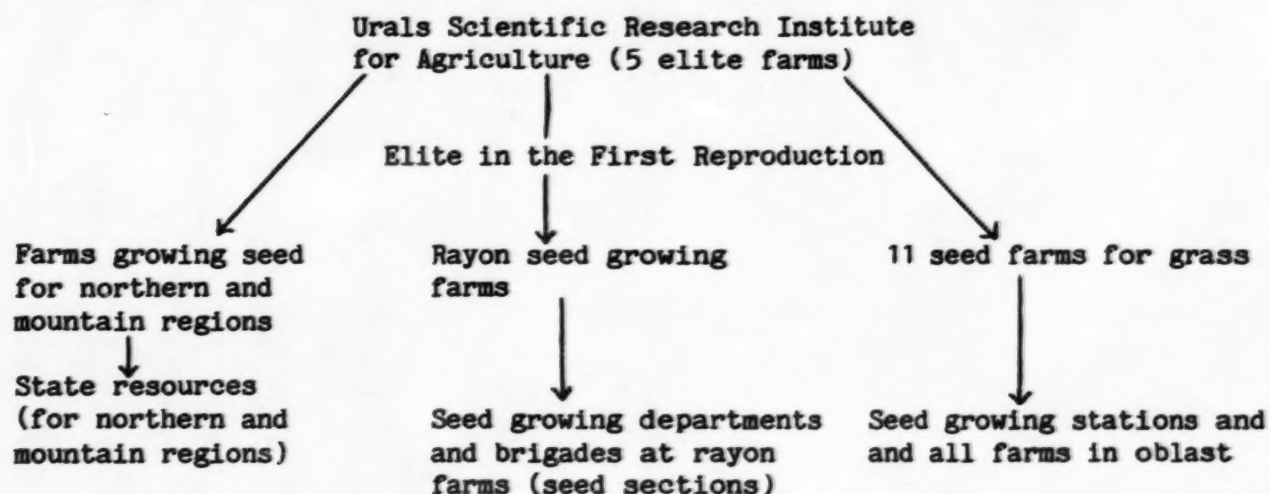 Urals Scientific Research Institute
for Agriculture (5 elite farms)
Elite in the First Reproduction
Farms growing seed
for northern and
mountain regions
State resources
(for northern and
mountain regions)
Rayon seed growing
farms
Seed growing departments
and brigades at rayon
farms (seed sections)
11 seed farms for grass
Seed growing stations and
and all farms in oblast